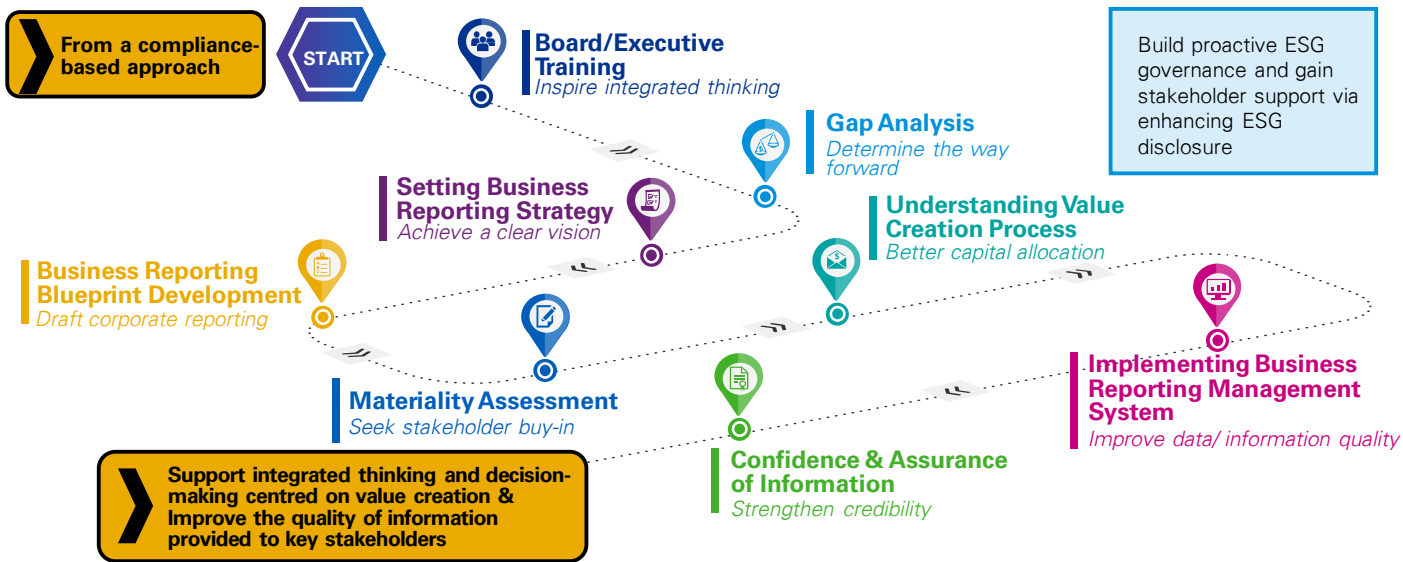 From a compliance-
based approach
START
Board/Executive
Training
Inspire integrated thinking
Build proactive ESG
governance and gain
stakeholder support via
enhancing ESG
disclosure
Gap Analysis
Determine the way
forward
Setting Business
Reporting Strategy
Achieve a clear vision
Understanding Value
Creation Process
Better capital allocation
Business Reporting
Blueprint Development
Draft corporate reporting
Materiality Assessment
Seek stakeholder buy-in
Implementing Business
Reporting Management
System
Improve data/ information quality
Confidence & Assurance
of Information
Strengthen credibility
Support integrated thinking and decision-
making centred on value creation &
Improve the quality of information
provided to key stakeholders